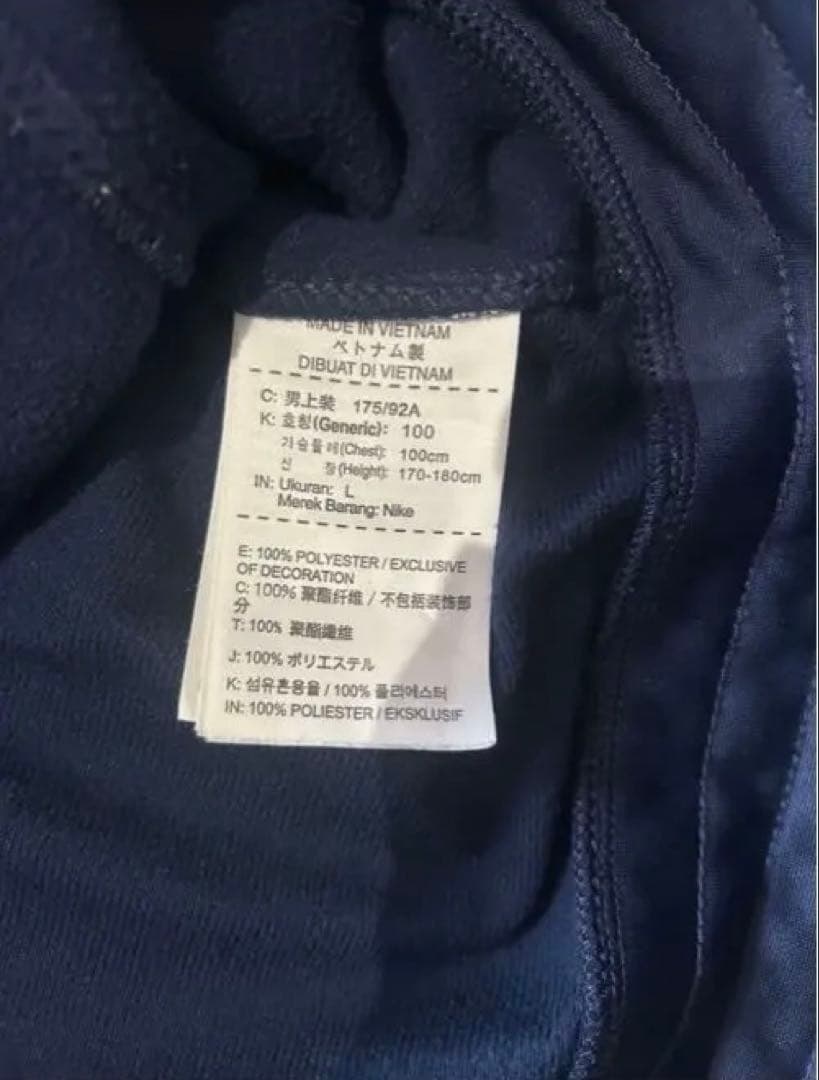 MADE IN VIETNAM
ベトナム製
DIBUAT DI VIETNAM
C: 男上装 175/92A
K: 호칭(Generic): 100
가슴둘레(Chest): 100cm
신 장(Height): 170-180cm
IN: Ukuran: L
Merek Barang: Nike
E: 100% POLYESTER / EXCLUSIVE
OF DECORATION
C: 100% 聚酯纤维 / 不包括装饰部
分
T: 100% 聚酯纖維
J: 100% ポリエステル
K: 섬유혼용율 / 100% 폴리에스터
IN: 100% POLIESTER / EKSKLUSIF